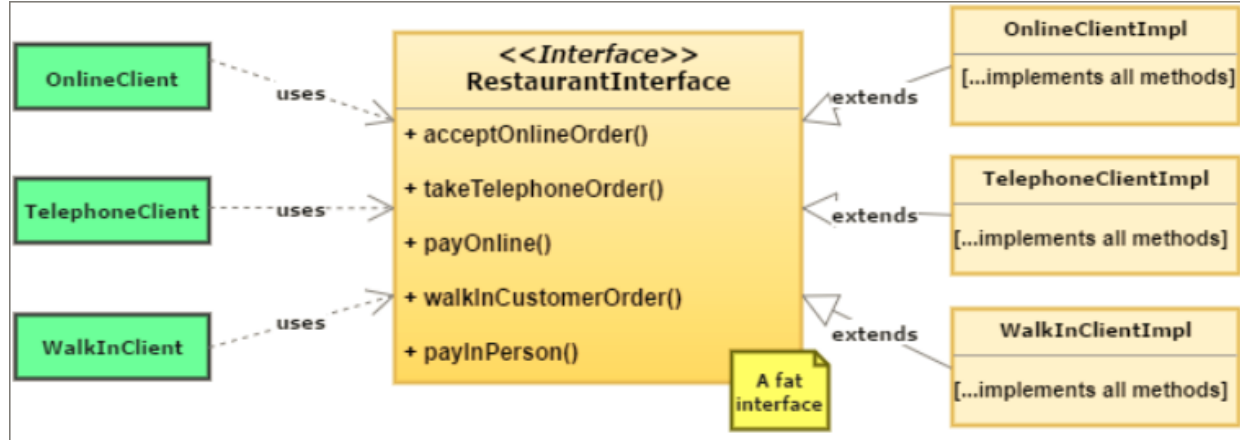 OnlineClient
uses
TelephoneClient
uses
WalkInClient
uses
<<Interface>>
RestaurantInterface
+ acceptOnlineOrder()
+ takeTelephoneOrder()
+ payOnline()
+ walkInCustomerOrder()
+ payInPerson()
A fat
interface
extends
extends
extends
OnlineClientImpl
[...implements all methods]
TelephoneClientImpl
[...implements all methods]
WalkInClientImpl
[...implements all methods]